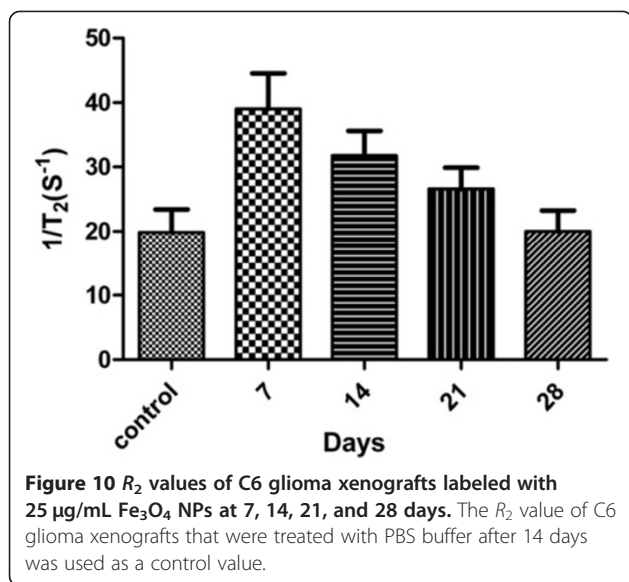 50
40
30
20
10
0
1/T₂(S⁻¹)
control
7
14
21
28
Days
Figure 10 R₂ values of C6 glioma xenografts labeled with
25 μg/mL Fe₃O₄ NPs at 7, 14, 21, and 28 days. The R₂ value of C6
glioma xenografts that were treated with PBS buffer after 14 days
was used as a control value.